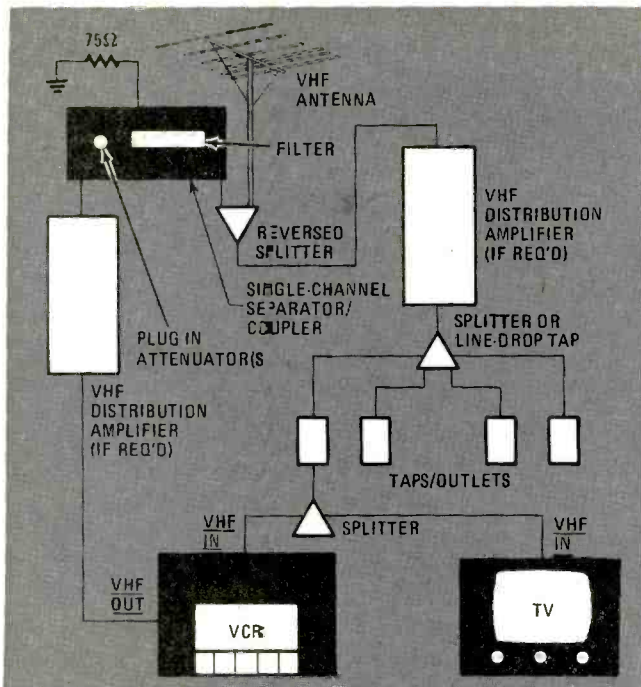 75Ω
VHF
ANTENNA
FILTER
REVERSED
SPLITTER
VHF
DISTRIBUTION
AMPLIFIER
(IF REQ'D)
SINGLE-CHANNEL
SEPARATOR/
COUPLER
PLUG IN
ATTENUATOR(S
SPLITTER OR
LINE-DROP TAP
VHF
DISTRIBUTION
AMPLIFIER
(IF REQ'D)
TAPS/OUTLETS
VHF
IN
SPLITTER
VHF
IN
VHF
OUT
VCR
TV